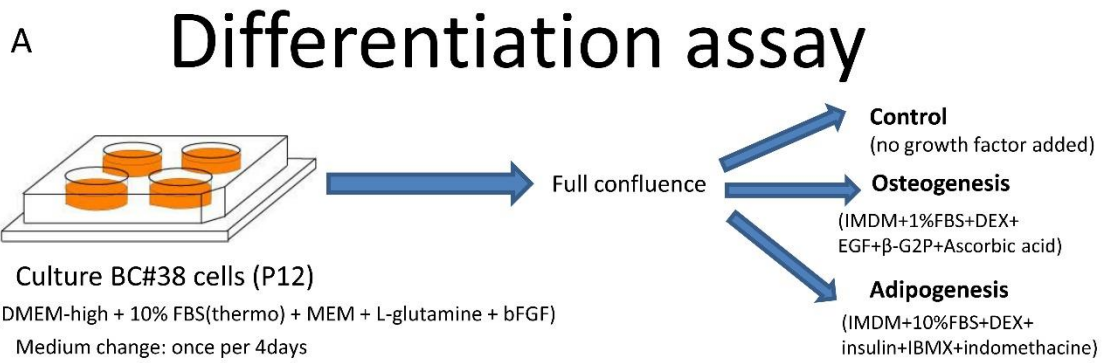 A
Differentiation assay
Culture BC#38 cells (P12)
DMEM-high + 10% FBS(thermo) + MEM + L-glutamine + bFGF)
Medium change: once per 4days
Full confluence
Control
(no growth factor added)
Osteogenesis
(IMDM+1%FBS+DEX+
EGF+β-G2P+Ascorbic acid)
Adipogenesis
(IMDM+10%FBS+DEX+
insulin+IBMX+indomethacine)